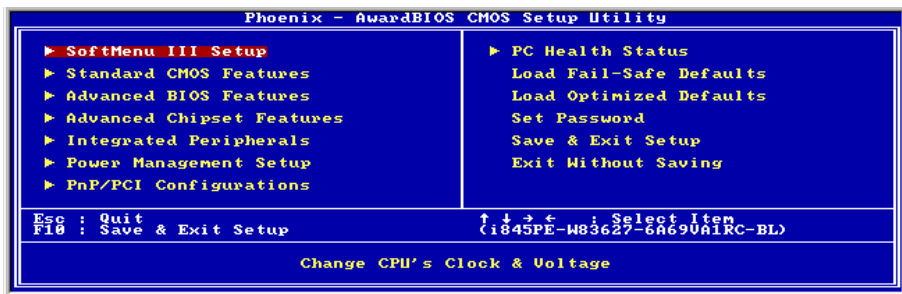 Phoenix - AwardBIOS CMOS Setup Utility
► SoftMenu III Setup
► Standard CMOS Features
► Advanced BIOS Features
► Advanced Chipset Features
► Integrated Peripherals
► Power Management Setup
► PnP/PCI Configurations
► PC Health Status
Load Fail-Safe Defaults
Load Optimized Defaults
Set Password
Save & Exit Setup
Exit Without Saving
Esc : Quit
F10 : Save & Exit Setup
↑ ↓ → ← : Select Item
(i845PE-W83627-6A69VA1RC-BL)
Change CPU's Clock & Voltage